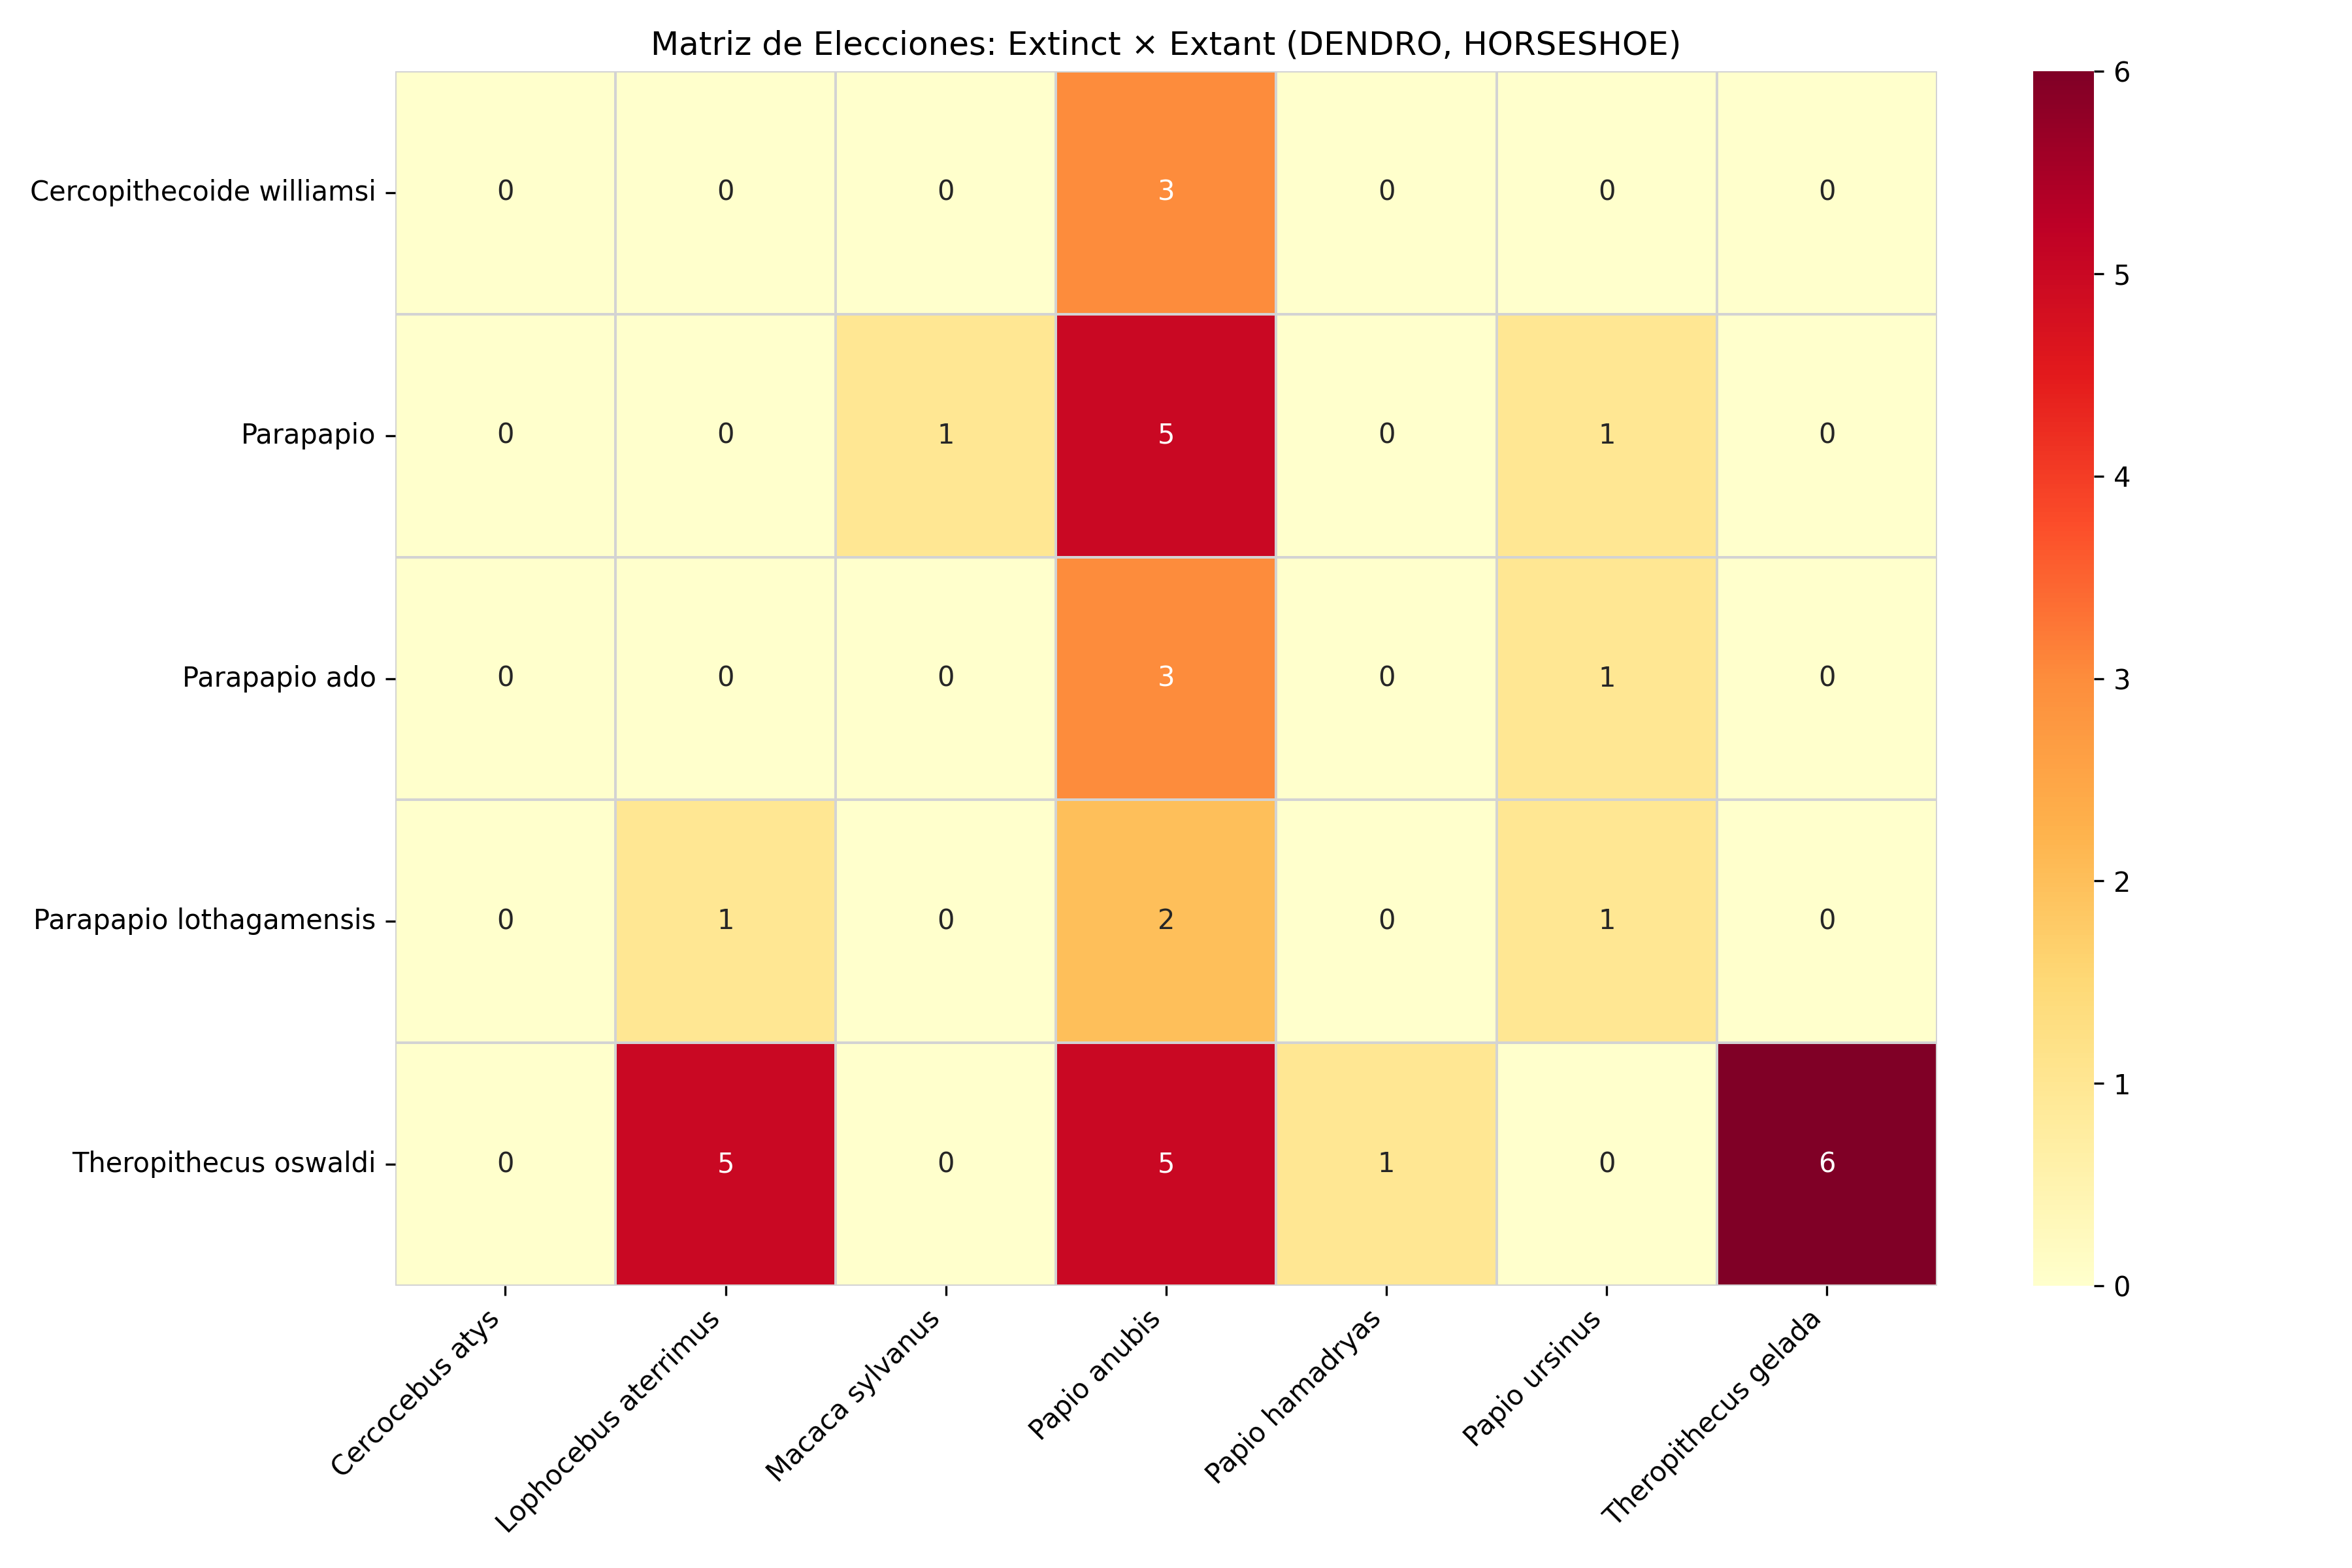 Matriz de Elecciones: Extinct × Extant (DENDRO, HORSESHOE)
Cercopithecoide williamsi 0 0 0 3 0 0 0
Parapapio 0 0 1 5 0 1 0
Parapapio ado 0 0 0 3 0 1 0
Parapapio lothagamensis 0 1 0 2 0 1 0
Theropithecus oswaldi 0 5 0 5 1 0 6
Cercocebus atys
Lophocebus aterrimus
Macaca sylvanus
Papio anubis
Papio hamadryas
Papio ursinus
Theropithecus gelada
6
5
4
3
2
1
0